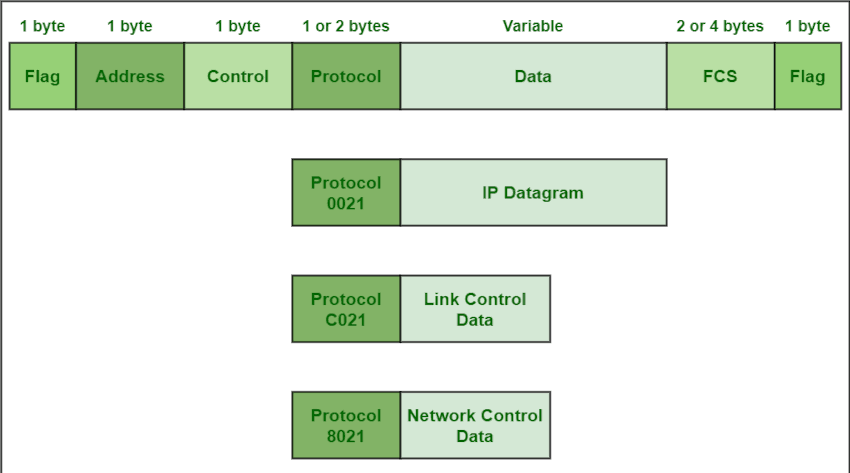 1 byte 1 byte 1 byte 1 or 2 bytes Variable 2 or 4 bytes 1 byte
Flag Address Control Protocol Data FCS Flag
Protocol
0021
IP Datagram
Protocol
C021
Link Control
Data
Protocol
8021
Network Control
Data